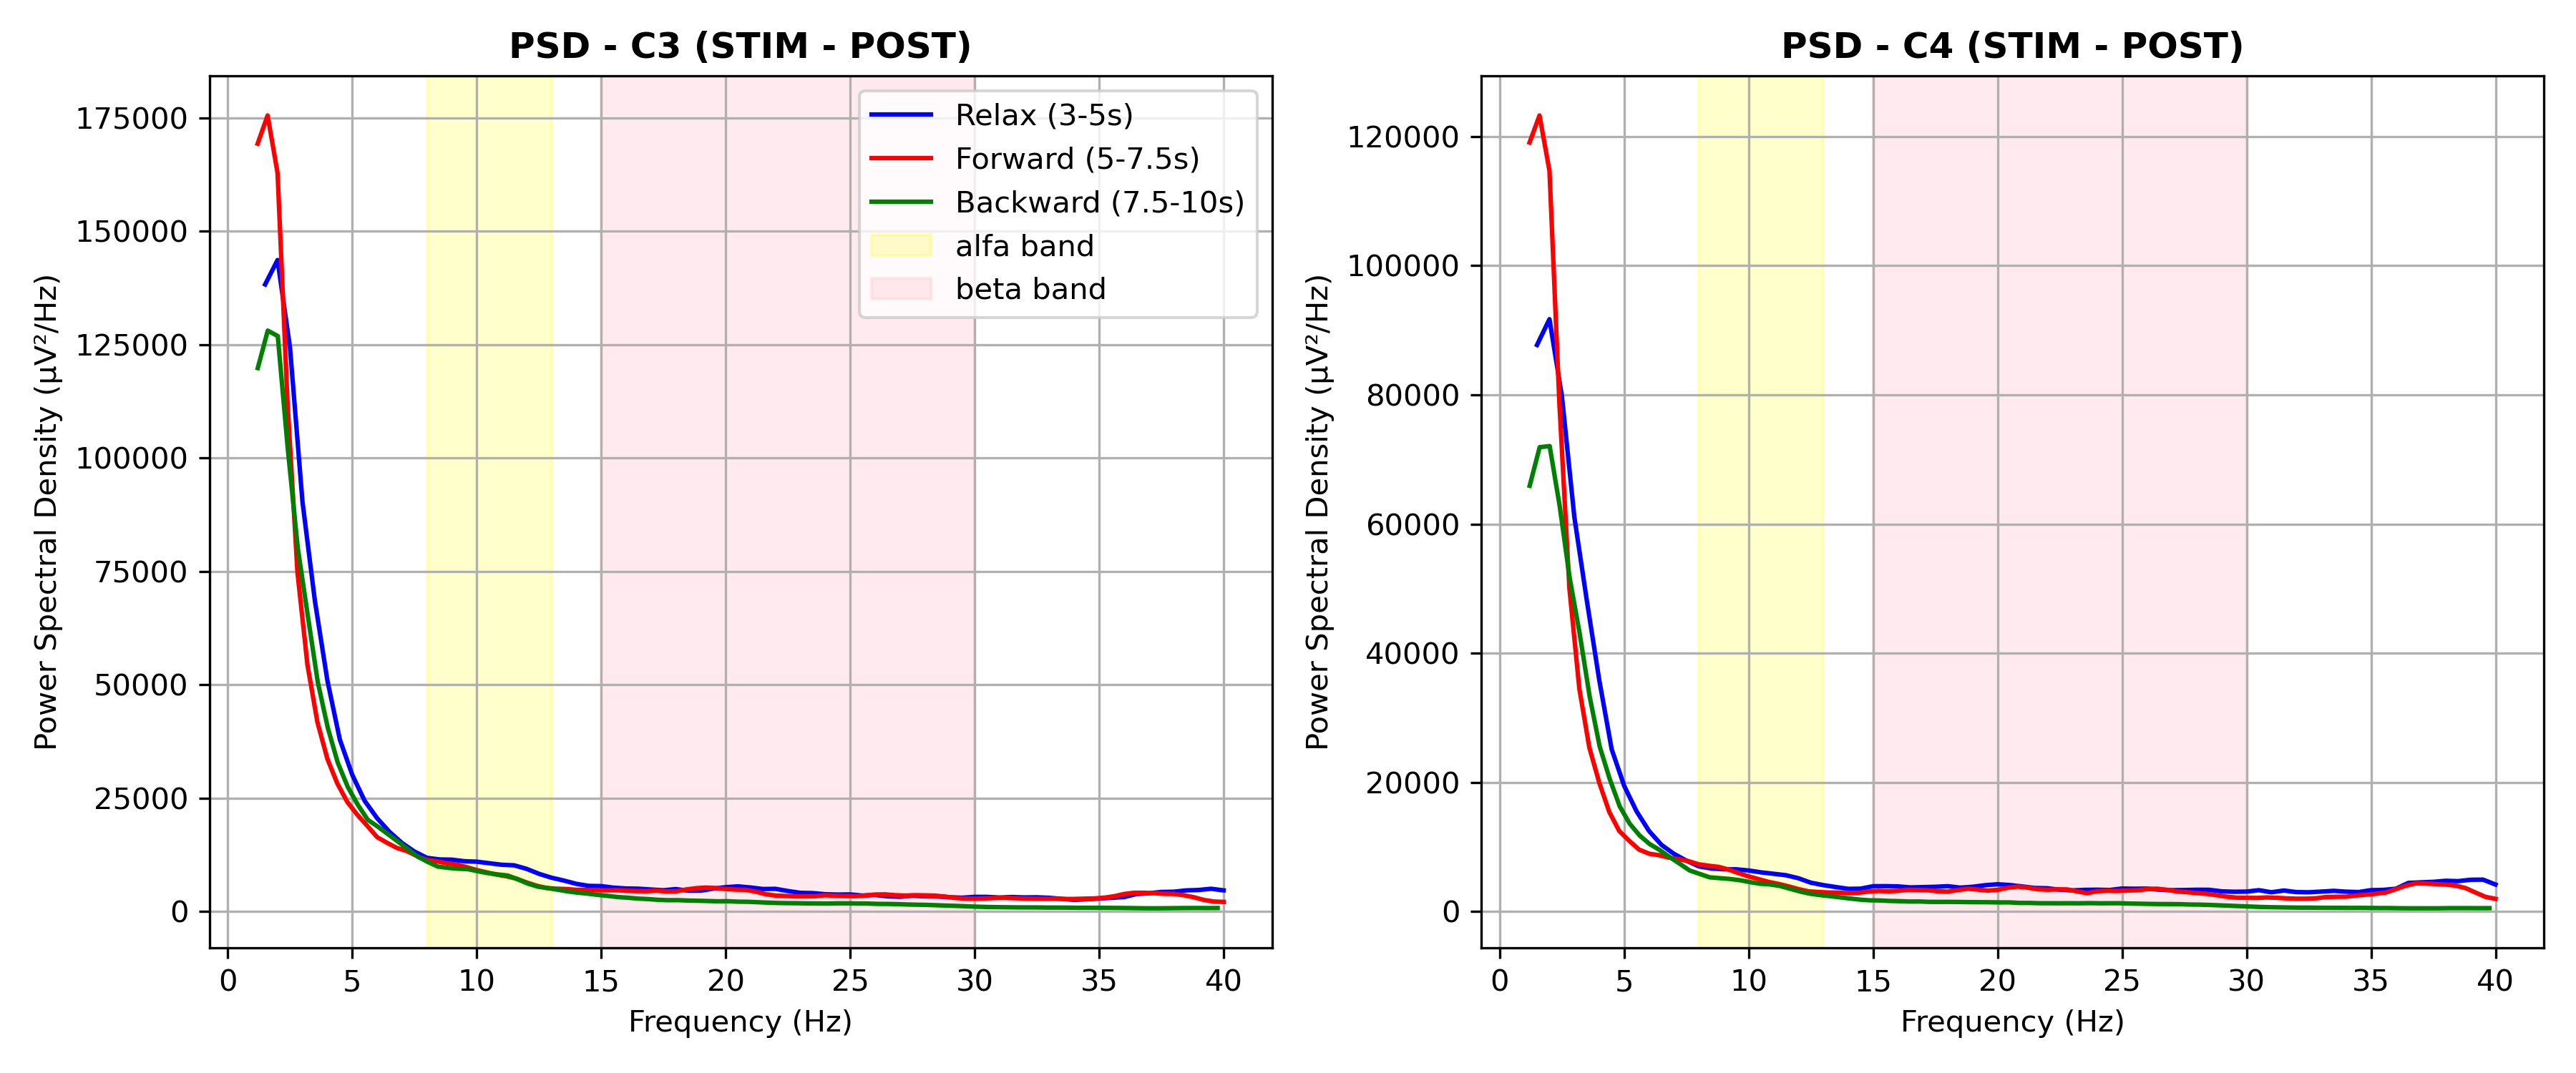 PSD - C3 (STIM - POST)
Power Spectral Density (µV²/Hz)
175000
150000
125000
100000
75000
50000
25000
0
Relax (3-5s)
Forward (5-7.5s)
Backward (7.5-10s)
alfa band
beta band
0 5 10 15 20 25 30 35 40
Frequency (Hz)
PSD - C4 (STIM - POST)
Power Spectral Density (µV²/Hz)
120000
100000
80000
60000
40000
20000
0
0 5 10 15 20 25 30 35 40
Frequency (Hz)